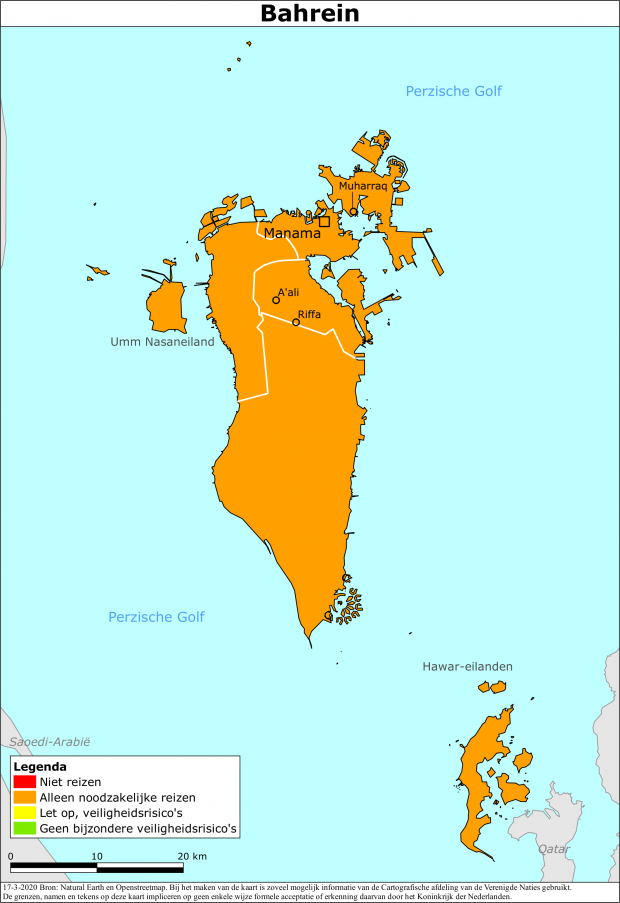 Bahrein
Perzische Golf
Muharraq
Manama
A'ali
Riffa
Umm Nasaneiland
Perzische Golf
Hawar-eilanden
Saoedi-Arabië
Qatar
Legenda
Niet reizen
Alleen noodzakelijke reizen
Let op, veiligheidsrisico's
Geen bijzondere veiligheidsrisico's
0 10 20 km
17-3-2020 Bron: Natural Earth en Openstreetmap. Bij het maken van de kaart is zoveel mogelijk informatie van de Cartografische afdeling van de Verenigde Naties gebruikt.
De grenzen, namen en tekens op deze kaart impliceren op geen enkele wijze formele acceptatie of erkenning daarvan door het Koninkrijk der Nederlanden.